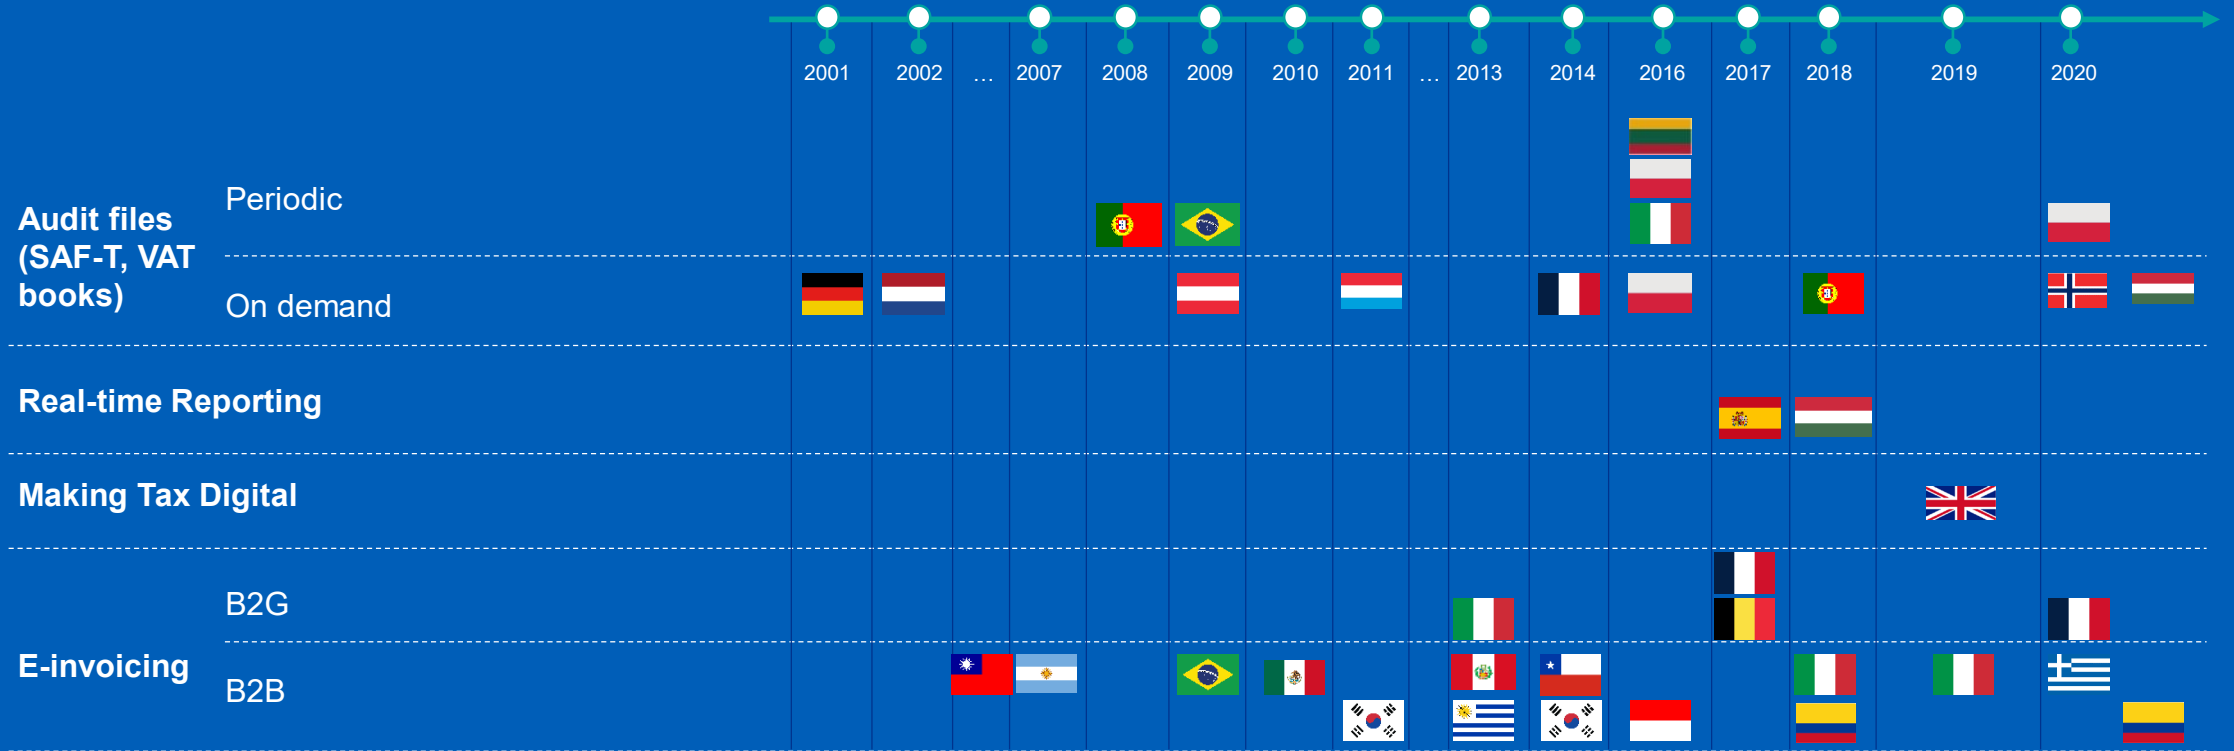 2001 2002 … 2007 2008 2009 2010 2011 … 2013 2014 2016 2017 2018 2019 2020
Audit files
(SAF-T, VAT
books)
Periodic
On demand
Real-time Reporting
Making Tax Digital
E-invoicing
B2G
B2B